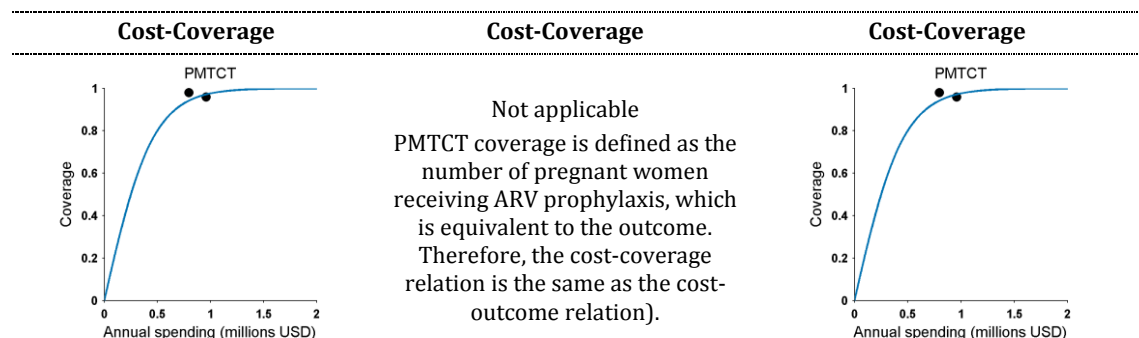 Cost-Coverage
Cost-Coverage
Cost-Coverage
PMTCT
1
0.8
0.6
0.4
0.2
0
Coverage
0 0.5 1 1.5 2
Annual spending (millions USD)
Not applicable
PMTCT coverage is defined as the
number of pregnant women
receiving ARV prophylaxis, which
is equivalent to the outcome.
Therefore, the cost-coverage
relation is the same as the cost-
outcome relation).
PMTCT
1
0.8
0.6
0.4
0.2
0
Coverage
0 0.5 1 1.5 2
Annual spending (millions USD)